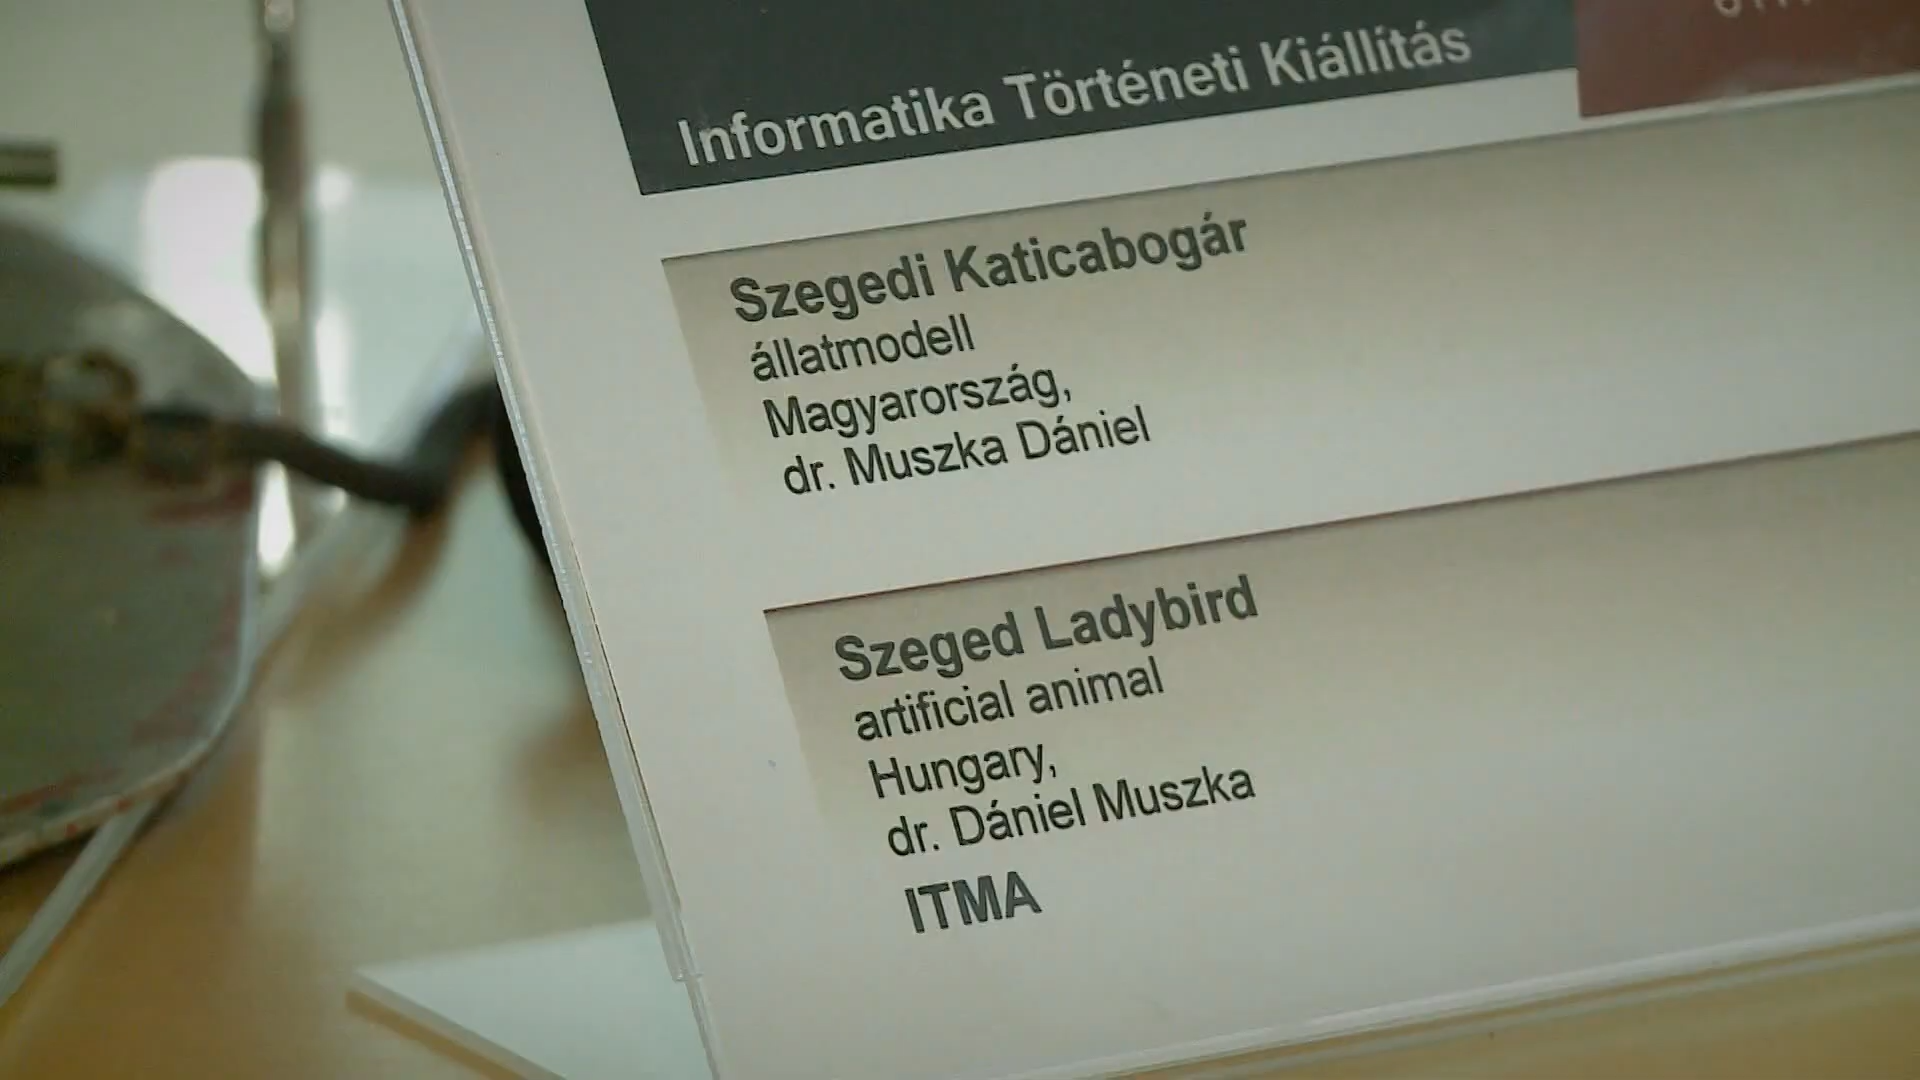 Informatika Történeti Kiállítás
Szegedi Katicabogár
állatmodell
Magyarország,
dr. Muszka Dániel
Szeged Ladybird
artificial animal
Hungary,
dr. Dániel Muszka
ITMA